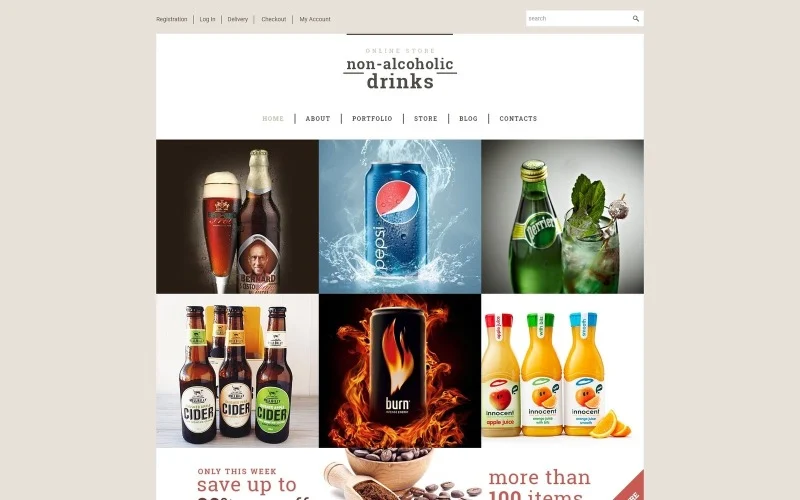 Registration
Log In
Delivery
Checkout
My Account
search
ONLINE STORE
non-alcoholic
drinks
HOME
ABOUT
PORTFOLIO
STORE
BLOG
CONTACTS
BERNARD
pepsi
Perrier
CIDER
CIDER
CIDER
burn
apple juice
innocent
apple juice
innocent
innocent
ONLY THIS WEEK
save up to
more than
100 items